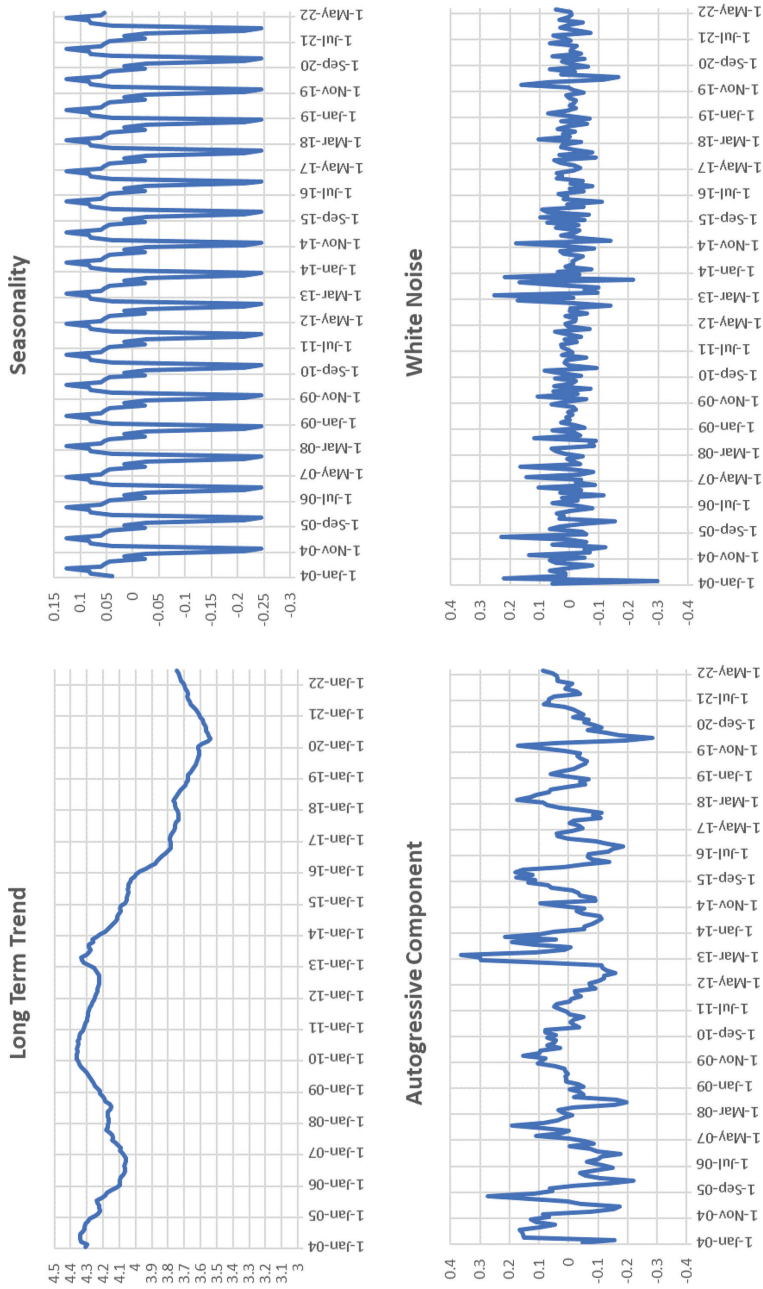 Long Term Trend
4.5
4.4
4.3
4.2
4.1
4
3.9
3.8
3.7
3.6
3.5
3.4
3.3
3.2
3.1
3
1-Jan-04
1-Jan-05
1-Jan-06
1-Jan-07
1-Jan-08
1-Jan-09
1-Jan-10
1-Jan-11
1-Jan-12
1-Jan-13
1-Jan-14
1-Jan-15
1-Jan-16
1-Jan-17
1-Jan-18
1-Jan-19
1-Jan-20
1-Jan-21
1-Jan-22
Seasonality
0.15
0.1
0.05
0
-0.05
-0.1
-0.15
-0.2
-0.25
-0.3
1-Jan-04
1-Nov-04
1-Sep-05
1-Jul-06
1-May-07
1-Mar-08
1-Jan-09
1-Nov-09
1-Sep-10
1-Jul-11
1-May-12
1-Mar-13
1-Jan-14
1-Nov-14
1-Sep-15
1-Jul-16
1-May-17
1-Mar-18
1-Jan-19
1-Nov-19
1-Sep-20
1-Jul-21
1-May-22
Autogressive Component
0.4
0.3
0.2
0.1
0
-0.1
-0.2
-0.3
-0.4
1-Jan-04
1-Nov-04
1-Sep-05
1-Jul-06
1-May-07
1-Mar-08
1-Jan-09
1-Nov-09
1-Sep-10
1-Jul-11
1-May-12
1-Mar-13
1-Jan-14
1-Nov-14
1-Sep-15
1-Jul-16
1-May-17
1-Mar-18
1-Jan-19
1-Nov-19
1-Sep-20
1-Jul-21
1-May-22
White Noise
0.4
0.3
0.2
0.1
0
-0.1
-0.2
-0.3
-0.4
1-Jan-04
1-Nov-04
1-Sep-05
1-Jul-06
1-May-07
1-Mar-08
1-Jan-09
1-Nov-09
1-Sep-10
1-Jul-11
1-May-12
1-Mar-13
1-Jan-14
1-Nov-14
1-Sep-15
1-Jul-16
1-May-17
1-Mar-18
1-Jan-19
1-Nov-19
1-Sep-20
1-Jul-21
1-May-22